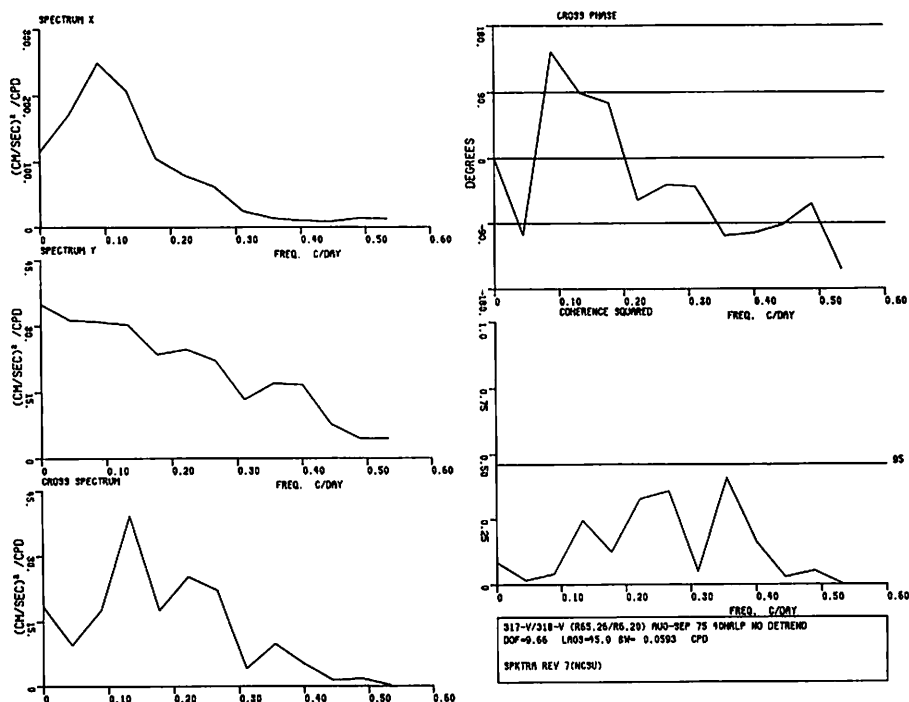 SPECTRUM X
300.
200.
100.
0
(CM/SEC)² /CPD
0 0.10 0.20 0.30 0.40 0.50 0.60
FREQ. C/DAY
SPECTRUM Y
45.
30.
15.
0
(CM/SEC)² /CPD
0 0.10 0.20 0.30 0.40 0.50 0.60
FREQ. C/DAY
CROSS SPECTRUM
45.
30.
15.
0
(CM/SEC)² /CPD
0 0.10 0.20 0.30 0.40 0.50 0.60
FREQ. C/DAY
CROSS PHASE
180.
90.
0
-90.
-180.
DEGREES
0 0.10 0.20 0.30 0.40 0.50 0.60
FREQ. C/DAY
COHERENCE SQUARED
1.0
0.75
0.50
0.25
0
95
0 0.10 0.20 0.30 0.40 0.50 0.60
FREQ. C/DAY
317-V/318-V (R65,26/R6,20) AUG-SEP 75 40HRLP NO DETREND
DOF=9.66 LAGS=45.0 BW= 0.0593 CPD
SPKTRA REV 7(NCSU)